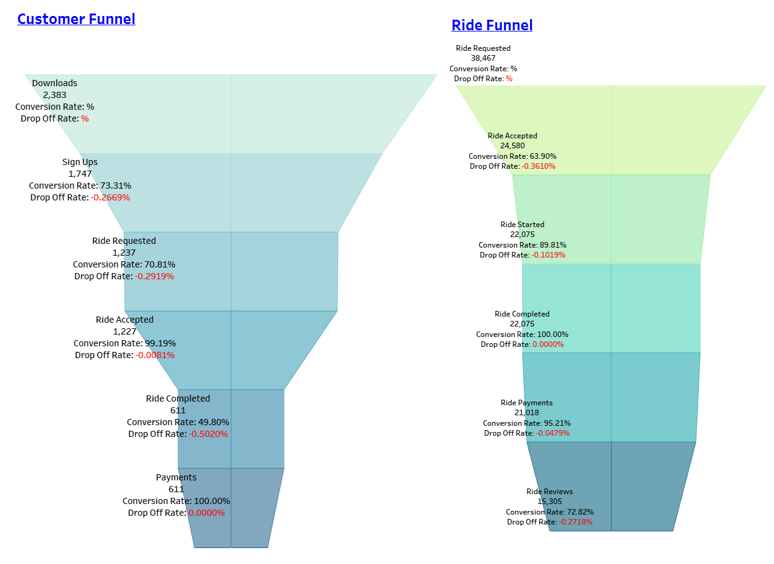 Customer Funnel
Downloads
2,383
Conversion Rate: %
Drop Off Rate: %
Sign Ups
1,747
Conversion Rate: 73.31%
Drop Off Rate: -0.2669%
Ride Requested
1,237
Conversion Rate: 70.81%
Drop Off Rate: -0.2919%
Ride Accepted
1,227
Conversion Rate: 99.19%
Drop Off Rate: -0.0081%
Ride Completed
611
Conversion Rate: 49.80%
Drop Off Rate: -0.5020%
Payments
611
Conversion Rate: 100.00%
Drop Off Rate: 0.0000%
Ride Funnel
Ride Requested
38,467
Conversion Rate: %
Drop Off Rate: %
Ride Accepted
24,580
Conversion Rate: 63.90%
Drop Off Rate: -0.3610%
Ride Started
22,075
Conversion Rate: 89.81%
Drop Off Rate: -0.1019%
Ride Completed
22,075
Conversion Rate: 100.00%
Drop Off Rate: 0.0000%
Ride Payments
21,018
Conversion Rate: 95.21%
Drop Off Rate: -0.0479%
Ride Reviews
15,305
Conversion Rate: 72.82%
Drop Off Rate: -0.2718%